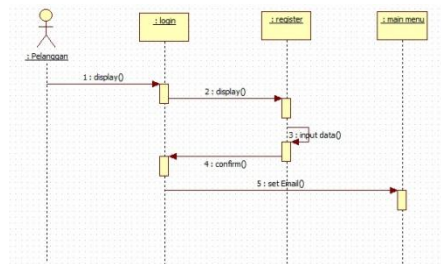 : login
: register
: main menu
: Pelanggan
1 : display()
2 : display()
3 : input data()
4 : confirm()
5 : set Email()